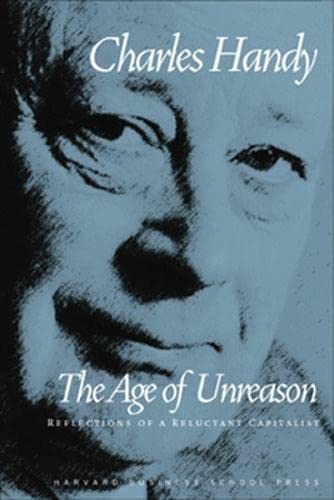 Charles Handy
The Age of Unreason
REFLECTIONS OF A RELUCTANT CAPITALIST
HARVARD BUSINESS SCHOOL PRESS